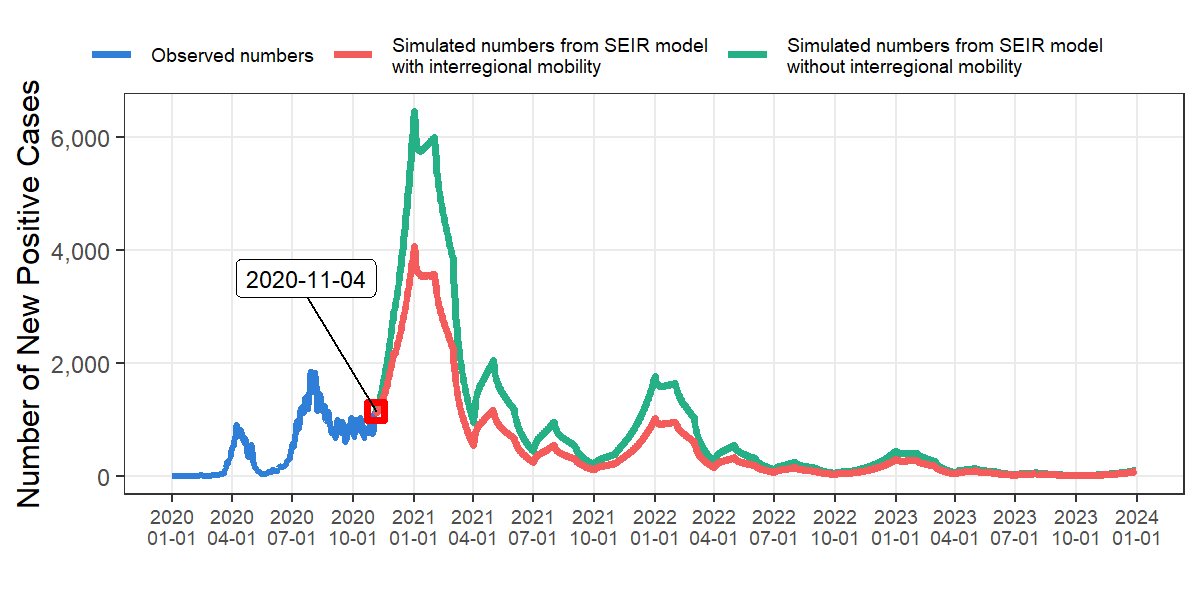 Observed numbers
Simulated numbers from SEIR model
with interregional mobility
Simulated numbers from SEIR model
without interregional mobility
Number of New Positive Cases
6,000
4,000
2,000
0
2020-11-04
2020 2020 2020 2020 2021 2021 2021 2021 2022 2022 2022 2022 2023 2023 2023 2023 2024
01-01 04-01 07-01 10-01 01-01 04-01 07-01 10-01 01-01 04-01 07-01 10-01 01-01 04-01 07-01 10-01 01-01